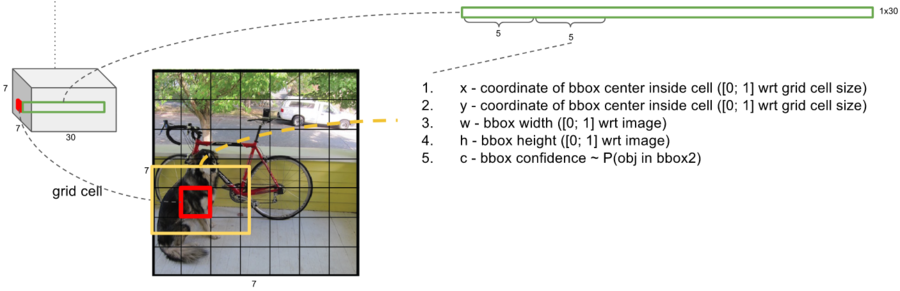 1x30
5
5
7
7
30
grid cell
7
7
1. x - coordinate of bbox center inside cell ([0; 1] wrt grid cell size)
2. y - coordinate of bbox center inside cell ([0; 1] wrt grid cell size)
3. w - bbox width ([0; 1] wrt image)
4. h - bbox height ([0; 1] wrt image)
5. c - bbox confidence ~ P(obj in bbox2)